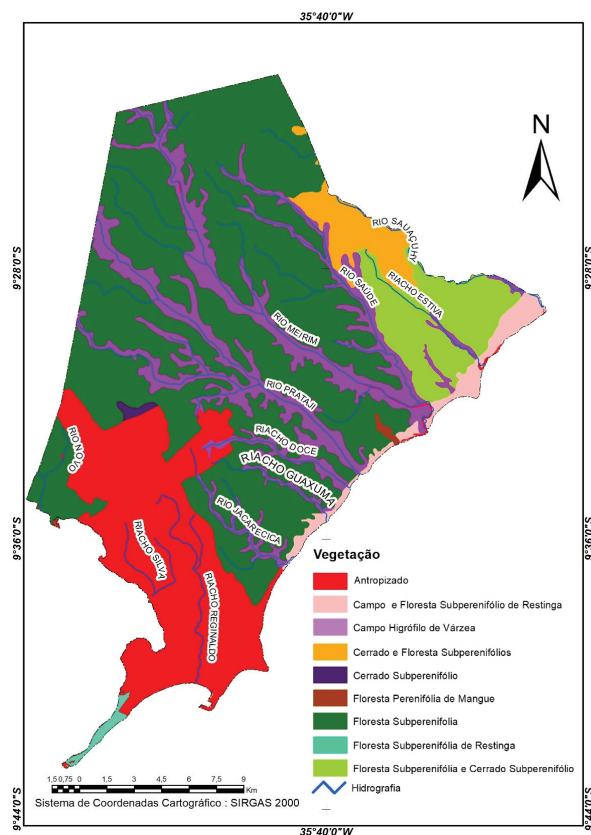 35°40'0"W
N
RIO SAUAÇUHY
9°28'0"S
9°28'0"S
RIO SAÚDE
RIACHO ESTIVA
RIO MEIRIM
RIO PRATAJI
RIACHO DOCE
RIO NOVO
RIACHO GUAXUMA
RIO JACARECICA
9°36'0"S
9°36'0"S
RIACHO SILVA
RIACHO REGINALDO
Vegetação
Antropizado
Campo e Floresta Subperenifólio de Restinga
Campo Higrófilo de Várzea
Cerrado e Floresta Subperenifólios
Cerrado Subperenifólio
Floresta Perenifólia de Mangue
Floresta Subperenifolia
Floresta Subperenifólia de Restinga
Floresta Subperenifólia e Cerrado Subperenifólio
Hidrografia
1,5 0,75 0 1,5 3 4,5 6 7,5 9
Km
Sistema de Coordenadas Cartográfico : SIRGAS 2000
9°44'0"S
9°44'0"S
35°40'0"W